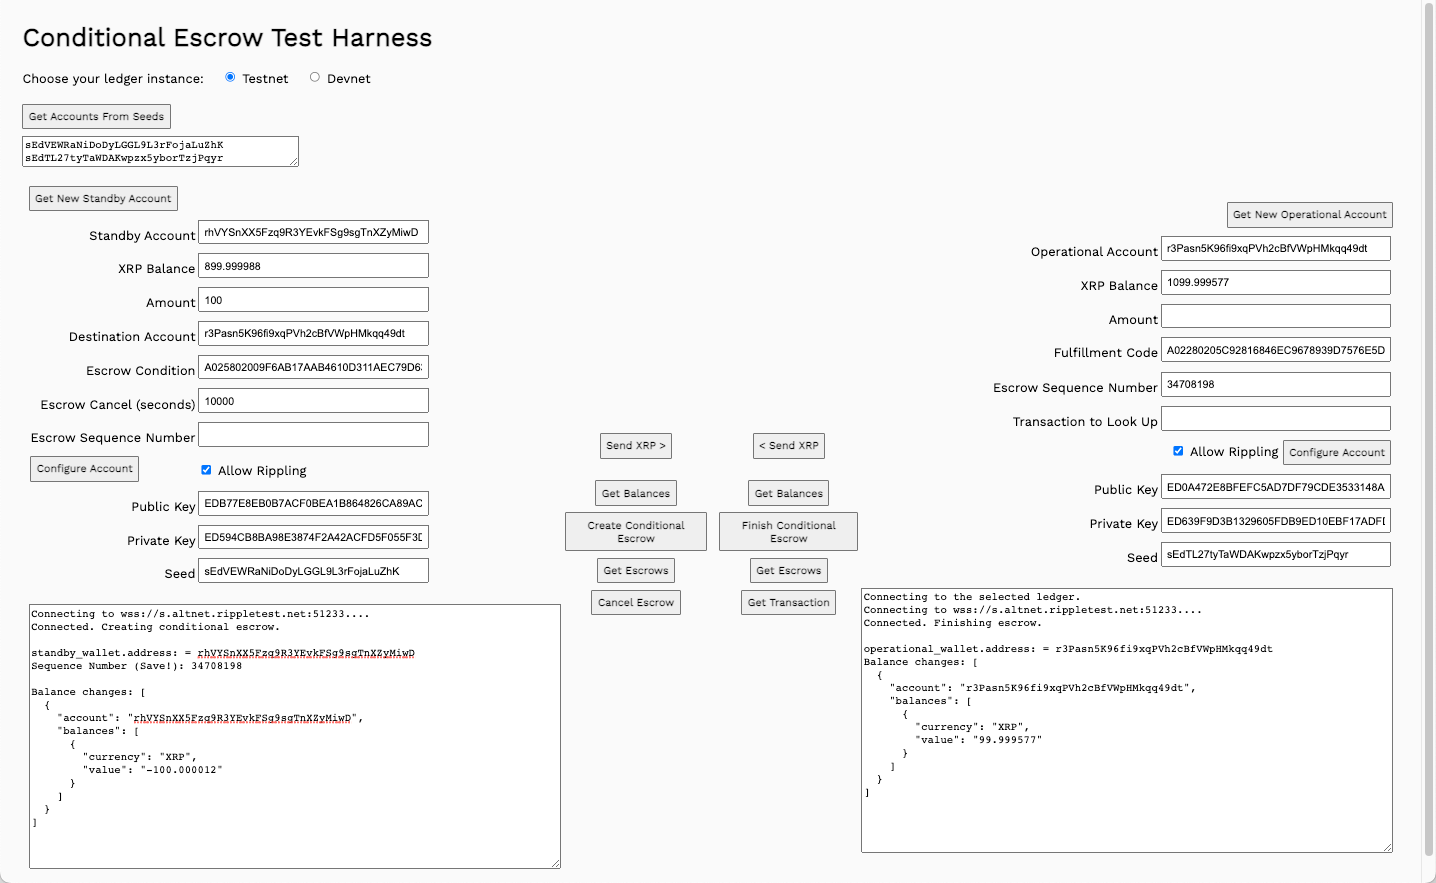 Conditional Escrow Test Harness
Choose your ledger instance: Testnet Devnet
Get Accounts From Seeds
sEdVEWRaNiDoDyLGGL9L3rFojaLuZhK
sEdTL27tyTaWDAKwpzx5yborTzjPqyr
Get New Standby Account
Standby Account rhVYSnXX5Fzq9R3YEvkFSg9sgTnXZyMiwD
XRP Balance 899.999988
Amount 100
Destination Account r3Pasn5K96fi9xqPVh2cBfVWpHMkqq49dt
Escrow Condition A025802009F6AB17AAB4610D311AEC79D6
Escrow Cancel (seconds) 10000
Escrow Sequence Number
Configure Account Allow Rippling
Public Key EDB77E8EB0B7ACF0BEA1B864826CA89AC
Private Key ED594CB8BA98E3874F2A42ACFD5F055F3D
Seed sEdVEWRaNiDoDyLGGL9L3rFojaLuZhK
Send XRP >
< Send XRP
Get Balances
Get Balances
Create Conditional
Escrow
Finish Conditional
Escrow
Get Escrows
Get Escrows
Cancel Escrow
Get Transaction
Get New Operational Account
Operational Account r3Pasn5K96fi9xqPVh2cBfVWpHMkqq49dt
XRP Balance 1099.999577
Amount
Fulfillment Code A02280205C92816846EC9678939D7576E5D
Escrow Sequence Number 34708198
Transaction to Look Up
Allow Rippling Configure Account
Public Key ED0A472E8BFEFC5AD7DF79CDE3533148A
Private Key ED639F9D3B1329605FDB9ED10EBF17ADF
Seed sEdTL27tyTaWDAKwpzx5yborTzjPqyr
Connecting to wss://s.altnet.rippletest.net:51233....
Connected. Creating conditional escrow.
standby_wallet.address: = rhVYSnXX5Fzq9R3YEvkFSg9sgTnXZyMiwD
Sequence Number (Save!): 34708198
Balance changes: [
{
"account": "rhVYSnXX5Fzq9R3YEvkFSg9sgTnXZyMiwD",
"balances": [
{
"currency": "XRP",
"value": "-100.000012"
}
]
}
]
Connecting to the selected ledger.
Connecting to wss://s.altnet.rippletest.net:51233....
Connected. Finishing escrow.
operational_wallet.address: = r3Pasn5K96fi9xqPVh2cBfVWpHMkqq49dt
Balance changes: [
{
"account": "r3Pasn5K96fi9xqPVh2cBfVWpHMkqq49dt",
"balances": [
{
"currency": "XRP",
"value": "99.999577"
}
]
}
]